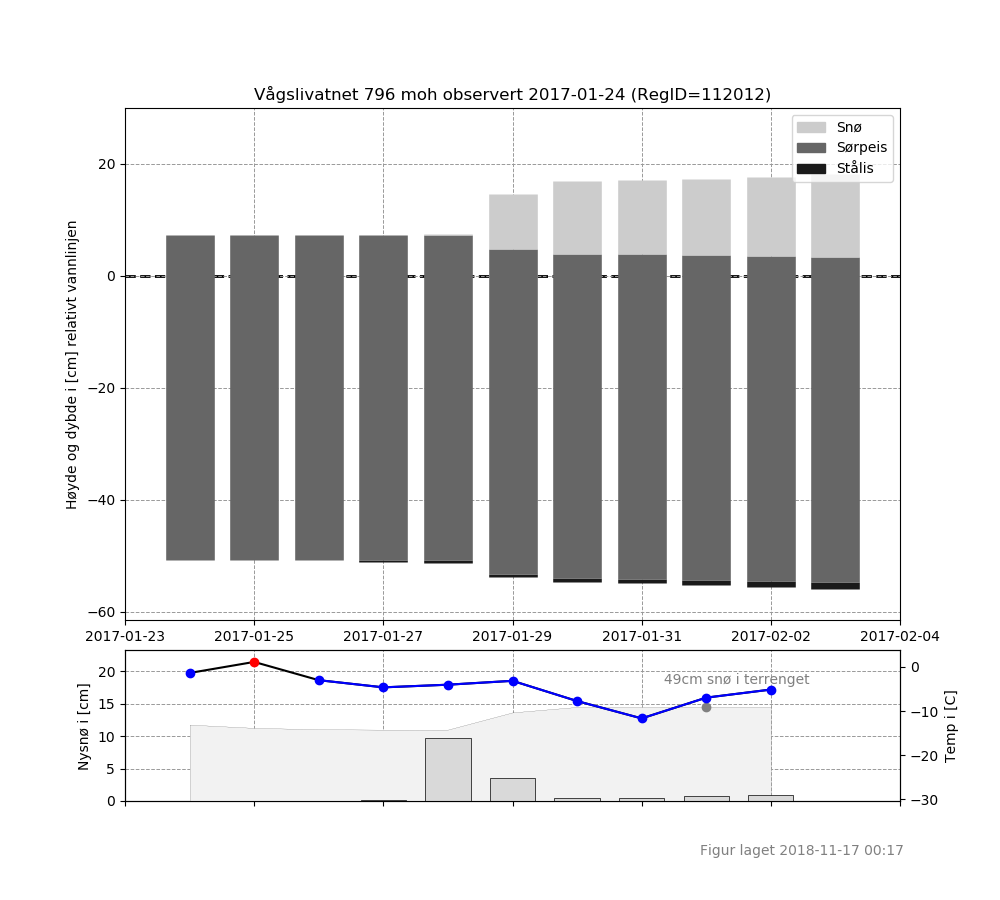 Vågslivatnet 796 moh observert 2017-01-24 (RegID=112012)
Snø
Sørpeis
Stålis
Høyde og dybde i [cm] relativt vannlinjen
20
0
−20
−40
−60
2017-01-23 2017-01-25 2017-01-27 2017-01-29 2017-01-31 2017-02-02 2017-02-04
Nysnø i [cm]
20
15
10
5
0
49cm snø i terrenget
0
−10
−20
−30
Temp i [C]
Figur laget 2018-11-17 00:17